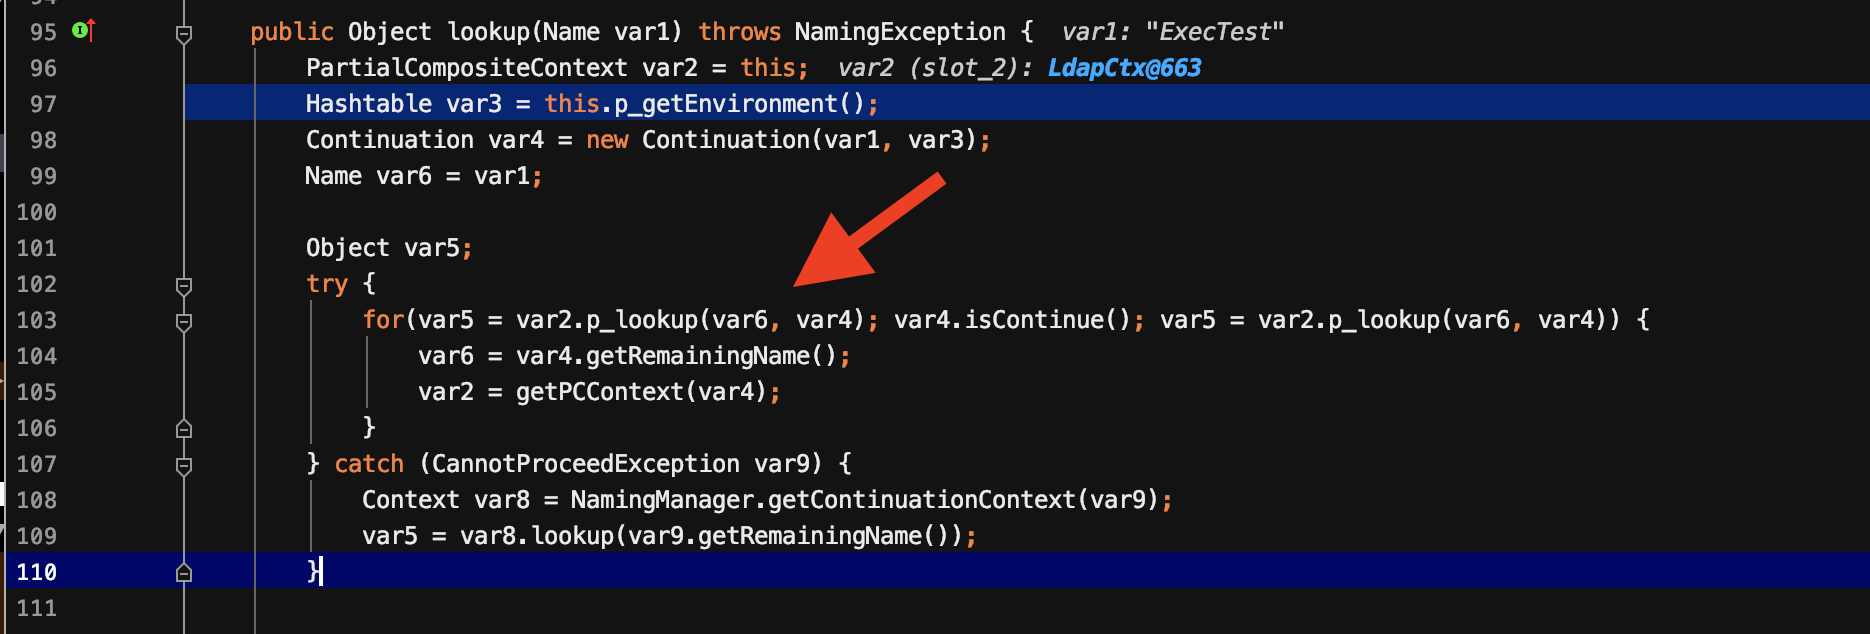 95 public Object lookup(Name var1) throws NamingException {  var1: "ExecTest"
96 PartialCompositeContext var2 = this;  var2 (slot_2): LdapCtx@663
97 Hashtable var3 = this.p_getEnvironment();
98 Continuation var4 = new Continuation(var1, var3);
99 Name var6 = var1;
100
101 Object var5;
102 try {
103 for(var5 = var2.p_lookup(var6, var4); var4.isContinue(); var5 = var2.p_lookup(var6, var4)) {
104 var6 = var4.getRemainingName();
105 var2 = getPCContext(var4);
106 }
107 } catch (CannotProceedException var9) {
108 Context var8 = NamingManager.getContinuationContext(var9);
109 var5 = var8.lookup(var9.getRemainingName());
110 }
111